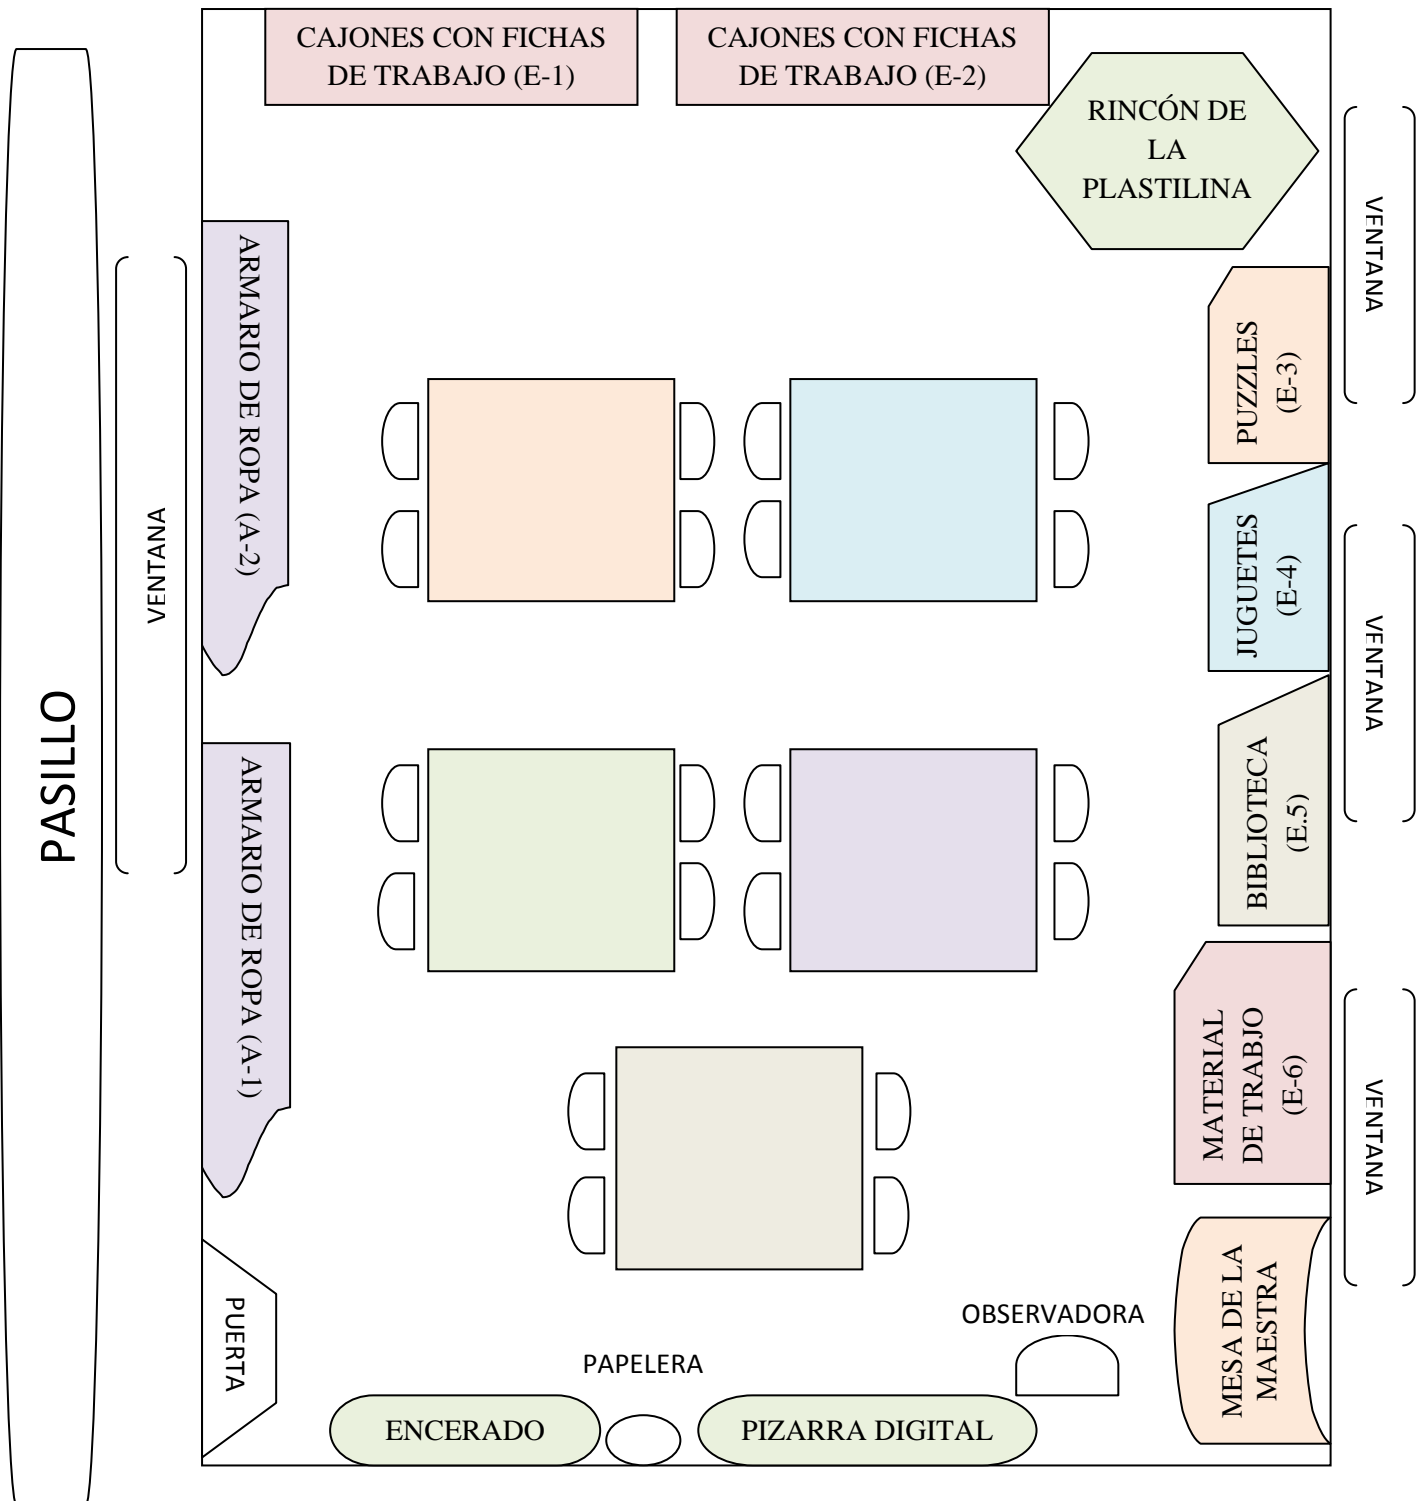 CAJONES CON FICHAS
DE TRABAJO (E-1)
CAJONES CON FICHAS
DE TRABAJO (E-2)
RINCÓN DE
LA
PLASTILINA
VENTANA
ARMARIO DE ROPA (A-2)
PUZZLES
(E-3)
VENTANA
JUGUETES
(E-4)
VENTANA
PASILLO
BIBLIOTECA
(E.5)
ARMARIO DE ROPA (A-1)
MATERIAL
DE TRABJO
(E-6)
VENTANA
PUERTA
OBSERVADORA
MESA DE LA
MAESTRA
PAPELERA
ENCERADO
PIZARRA DIGITAL